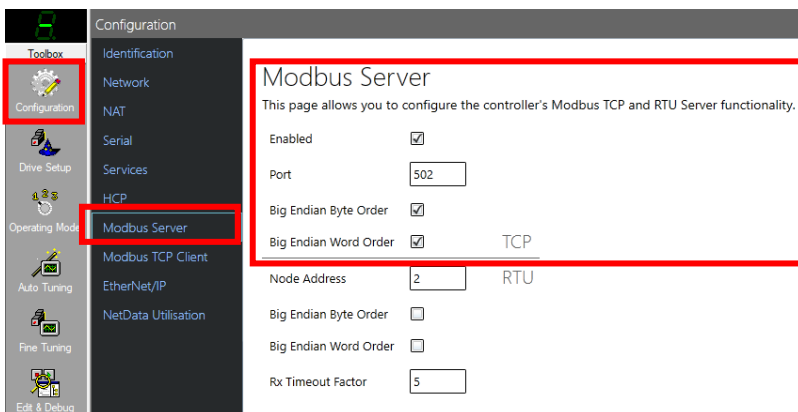 Configuration
Toolbox
Configuration
Drive Setup
1 2 3
Operating Mode
Auto Tuning
Fine Tuning
Edit & Debug
Identification
Network
NAT
Serial
Services
HCP
Modbus Server
Modbus TCP Client
EtherNet/IP
NetData Utilisation
Modbus Server
This page allows you to configure the controller's Modbus TCP and RTU Server functionality.
Enabled
Port 502
Big Endian Byte Order
Big Endian Word Order TCP
Node Address 2 RTU
Big Endian Byte Order
Big Endian Word Order
Rx Timeout Factor 5